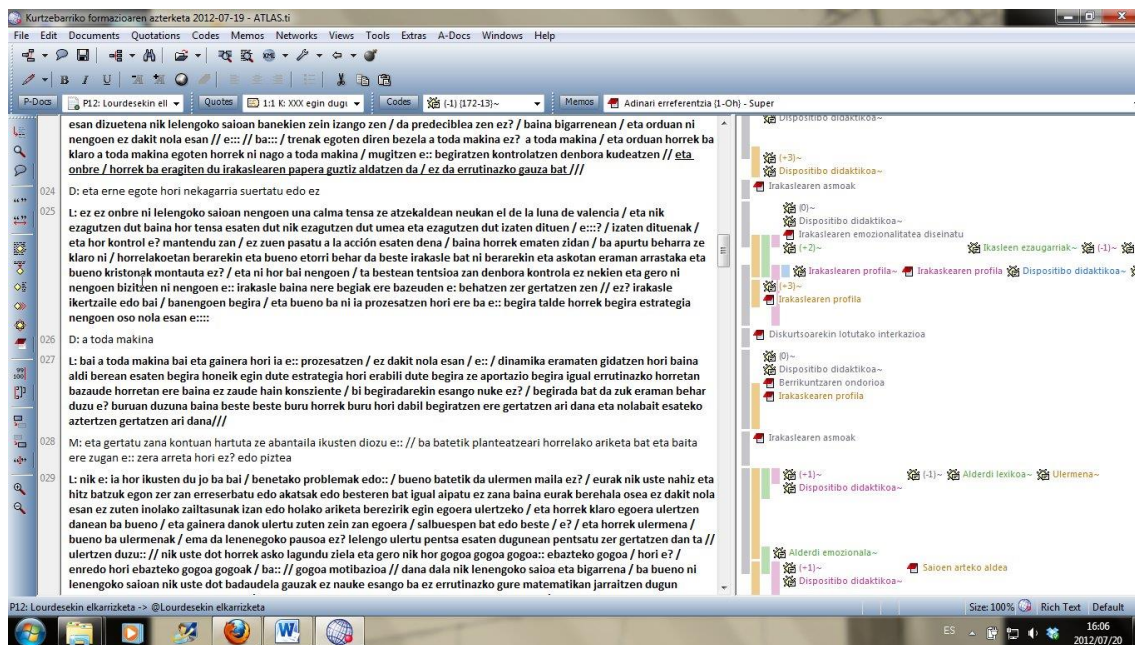 Kurtzebarriko formazioaren azterketa 2012-07-19 - ATLAS.ti
File Edit Documents Quotations Codes Memos Networks Views Tools Extras A-Docs Windows Help
B I U
P-Docs P12: Lourdesekin ell Quotes 1:1 K: XXX egin dugu Codes (-1) {172-13}~ Memos Adinari erreferentzia {1-Oh} - Super
esan dizuetena nik lelengoko saioan banekien zein izango zen / da predeciblea zen ez? / baina bigarrenean / eta orduan ni
nengoen ez dakit nola esan // e::: // ba::: / trenak egoten diren bezela a toda makina ez? a toda makina / eta orduan horrek ba
klaro a toda makina egoten horrek ni nago a toda makina / mugitzen e:: begiratzen kontrolatzen denbora kudeatzen // eta
onbre / horrek ba eragiten du irakaslearen papera guztiz aldatzen da / ez da errutinazko gauza bat ///
024 D: eta erne egote hori nekagarria suertatu edo ez
025 L: ez ez onbre ni lelengoko saioan nengoen una calma tensa ze atzekaldean neukan el de la luna de valencia / eta nik
ezagutzen dut baina hor tensa esaten dut nik ezagutzen dut umea eta ezagutzen dut izaten dituen / e:::? / izaten dituenak /
eta hor kontrol e? mantendu zan / ez zuen pasatu a la acción esaten dena / baina horrek ematen zidan / ba apurtu beharra ze
klaro ni / horrelakoetan berarekin eta bueno etorri behar da beste irakasle bat ni berarekin eta askotan eraman arrastaka eta
bueno kristonak montauta ez? / eta ni hor bai nengoen / ta bestean tentsioa zan denbora kontrola ez nekien eta gero ni
nengoen bizitzen ni nengoen e:: irakasle baina nere begiak ere bazeuden e: behatzen zer gertatzen zen // ez? irakasle
ikertzaile edo bai / banengoen begira / eta bueno ba ni ia prozesatzen hori ere ba e:: begira talde horrek begira estrategia
nengoen oso nola esan e::::
026 D: a toda makina
027 L: bai a toda makina bai eta gainera hori ia e:: prozesatzen / ez dakit nola esan / e:: / dinamika eramaten gidatzen hori baina
aldi berean esaten begira honeik egin dute estrategia hori erabili dute begira ze aportazio begira igual errutinazko horretan
bazaude horretan ere baina ez zaude hain konsziente / bi begiradarekin esango nuke ez? / begirada bat da zuk eraman behar
duzu e? buruan duzuna baina beste beste buru horrek buru hori dabil begiratzen ere gertatzen ari dana eta nolabait esateko
aztertzen gertatzen ari dana///
028 M: eta gertatu zana kontuan hartuta ze abantaila ikusten diozu e:: // ba batetik planteatzeari horrelako ariketa bat eta baita
ere zugan e:: zera arreta hori ez? edo piztea
029 L: nik e: ia hor ikusten du jo ba bai / benetako problemak edo:: / bueno batetik da ulermen maila ez? / eurak nik uste nahiz eta
hitz batzuk egon zer zan erreserbatu edo akatsak edo besteren bat igual aipatu ez zana baina eurak berehala osea ez dakit nola
esan ez zuten inolako zailtasunak izan edo holako ariketa berezirik egin egoera ulertzeko / eta horrek klaro egoera ulertzen
danean ba bueno / eta gainera danok ulertu zuten zein zan egoera / salbuespen bat edo beste / e? / eta horrek ulermena /
bueno ba ulermenak / ema da lenenegoko pausoa ez? lelengo ulertu pentsa esaten dugunean pentsatu zer gertatzen dan ta //
ulertzen duzu:: // nik uste dot horrek asko lagundu ziela eta gero nik hor gogoa gogoa gogoa:: ebazteko gogoa / hori e? /
enredo hori ebazteko gogoa gogoak / ba:: // gogoa motibazioa // dana dala nik lenengoko saioa eta bigarrena / ba bueno ni
lenengoko saioan nik uste dot badaudela gauzak ez nauke esango ba ez errutinazko gure matematikan jarraitzen dugun
Dispositibo didaktikoa~
(+3)~
Dispositibo didaktikoa~
Irakaslearen asmoak
(0)~
Dispositibo didaktikoa~
Irakaslearen emozionalitatea diseinatu
(+2)~ Ikasleen ezaugarriak~ (-1)~
Irakaslearen profila~ Irakaskearen profila Dispositibo didaktikoa~
(+3)~
Irakaslearen profila
Diskurtsoarekin lotutako interkazioa
(0)~
Dispositibo didaktikoa~
Berrikuntzaren ondorioa
Irakaskearen profila
Irakaslearen asmoak
(+1)~ (-1)~ Alderdi lexikoa~ Ulermena~
Dispositibo didaktikoa~
Alderdi emozionala~
(+1)~ Saioen arteko aldea
Dispositibo didaktikoa~
P12: Lourdesekin elkarrizketa -> @Lourdesekin elkarrizketa Size: 100% Rich Text Default
ES 16:06
2012/07/20